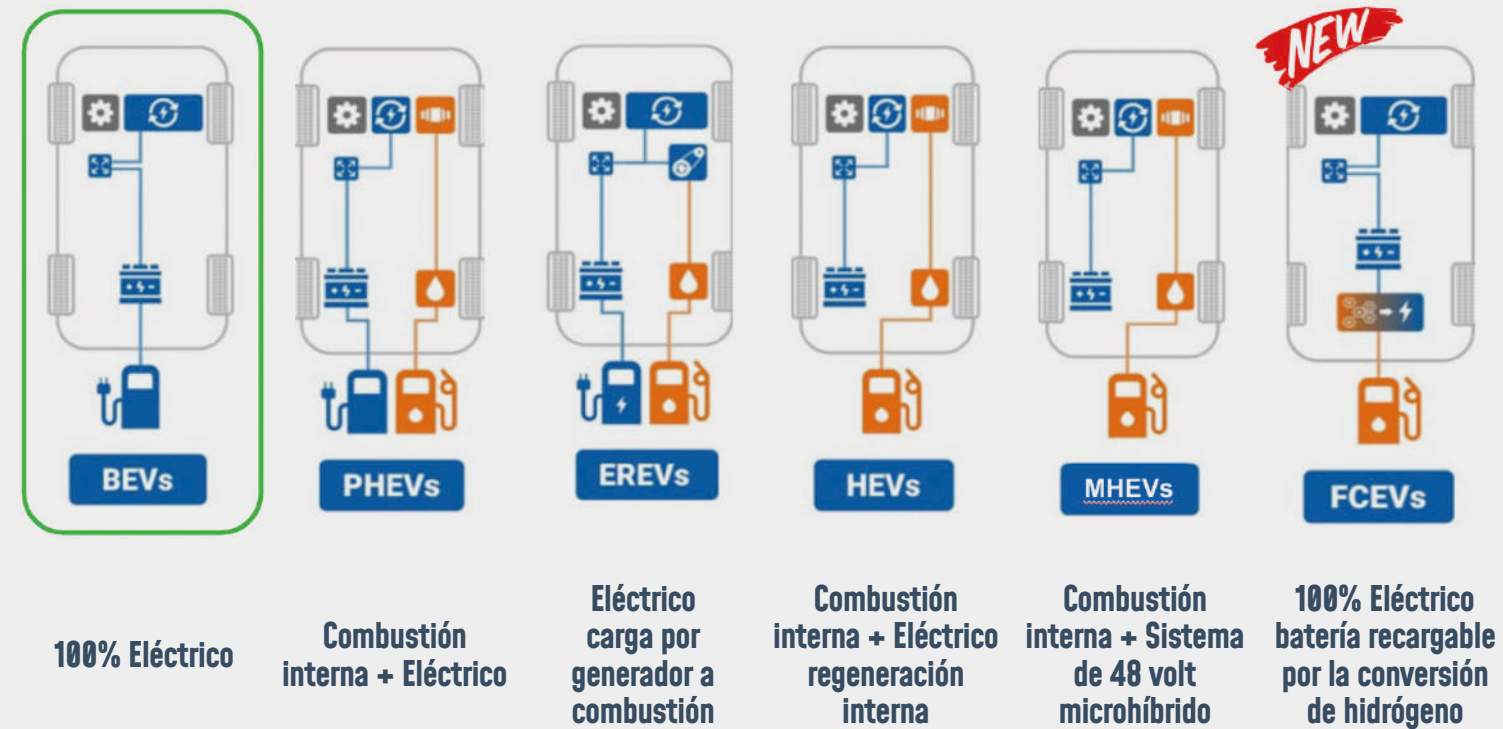 NEW
BEVs
PHEVs
EREVs
HEVs
MHEVs
FCEVs
100% Eléctrico
Combustión
interna + Eléctrico
Eléctrico
carga por
generador a
combustión
Combustión
interna + Eléctrico
regeneración
interna
Combustión
interna + Sistema
de 48 volt
microhíbrido
100% Eléctrico
batería recargable
por la conversión
de hidrógeno